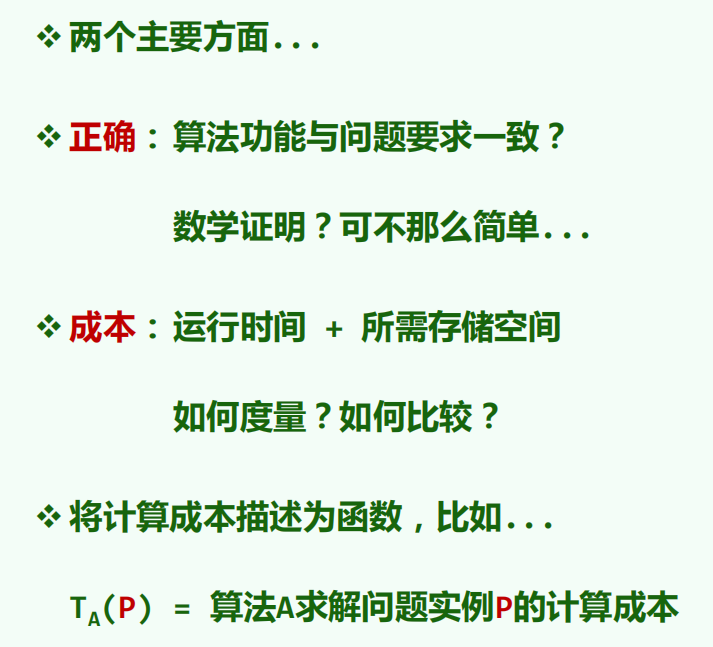 ❖ 两个主要方面...
❖ 正确：算法功能与问题要求一致？
数学证明？可不那么简单...
❖ 成本：运行时间 + 所需存储空间
如何度量？如何比较？
❖ 将计算成本描述为函数，比如...
T_A(P) = 算法A求解问题实例P的计算成本